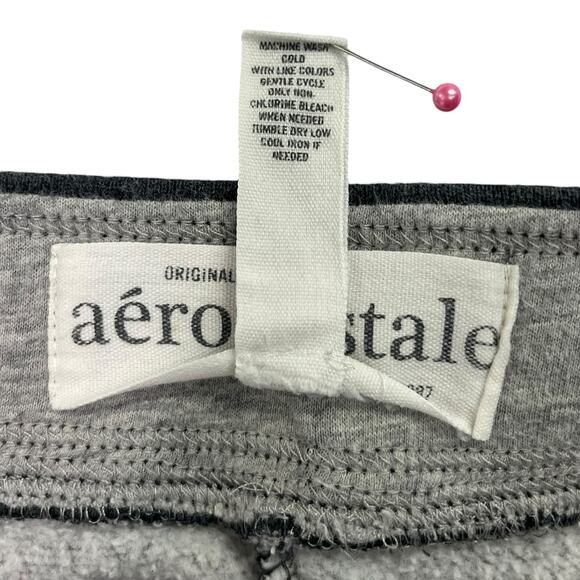 MACHINE WASH
COLD
WITH LIKE COLORS
GENTLE CYCLE
ONLY NON-
CHLORINE BLEACH
WHEN NEEDED
TUMBLE DRY LOW
COOL IRON IF
NEEDED
ORIGINAL
aéro stale
987